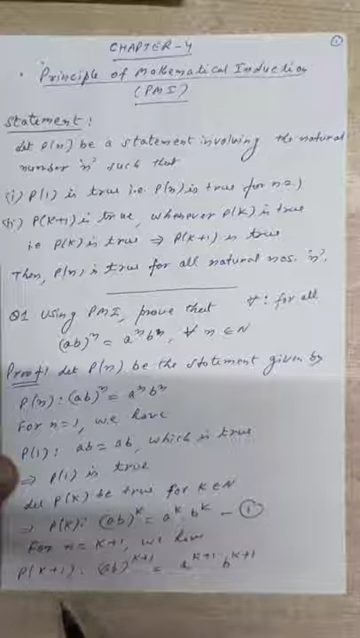 ①
CHAPTER-4
Principle of Mathematical Induction
(PMI)
Statement:
Let P(n) be a statement involving the natural
number 'n' such that
(i) P(1) is true i.e. P(n) is true for n=1
(ii) P(K+1) is true, whenever P(K) is true
ie P(K) is true ⇒ P(K+1) is true
Then, P(n) is true for all natural nos. 'n'.
Q1 Using PMI, prove that ∀: for all
(ab)ⁿ = aⁿbⁿ, ∀ n ∈ N
Proof: Let P(n) be the statement given by
P(n): (ab)ⁿ = aⁿbⁿ
For n=1, we have
P(1): ab = ab, which is true
⇒ P(1) is true
Let P(K) be true for K∈N
⇒ P(K): (ab)ᴷ = aᴷ bᴷ — ①
For n = K+1, we have
P(K+1): (ab)ᴷ⁺¹ = aᴷ⁺¹ bᴷ⁺¹